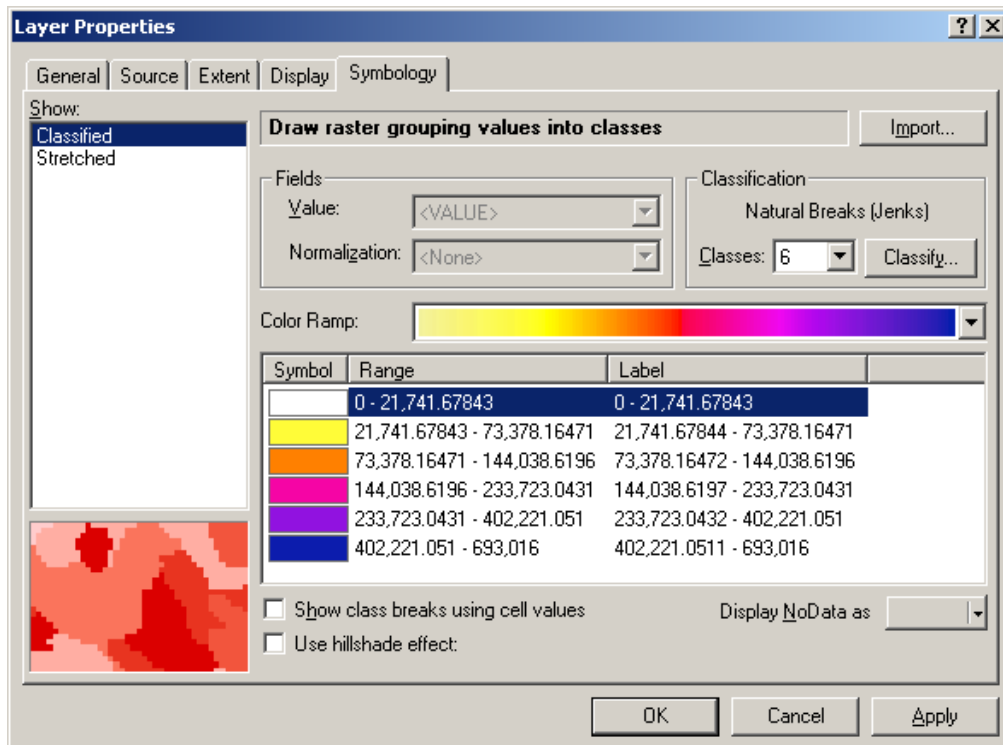 Layer Properties
General Source Extent Display Symbology
Show:
Classified
Stretched
Draw raster grouping values into classes
Import...
Fields
Value: <VALUE>
Normalization: <None>
Classification
Natural Breaks (Jenks)
Classes: 6 Classify...
Color Ramp:
Symbol Range Label
0 - 21,741.67843 0 - 21,741.67843
21,741.67843 - 73,378.16471 21,741.67844 - 73,378.16471
73,378.16471 - 144,038.6196 73,378.16472 - 144,038.6196
144,038.6196 - 233,723.0431 144,038.6197 - 233,723.0431
233,723.0431 - 402,221.051 233,723.0432 - 402,221.051
402,221.051 - 693,016 402,221.0511 - 693,016
Show class breaks using cell values
Display NoData as
Use hillshade effect:
OK Cancel Apply